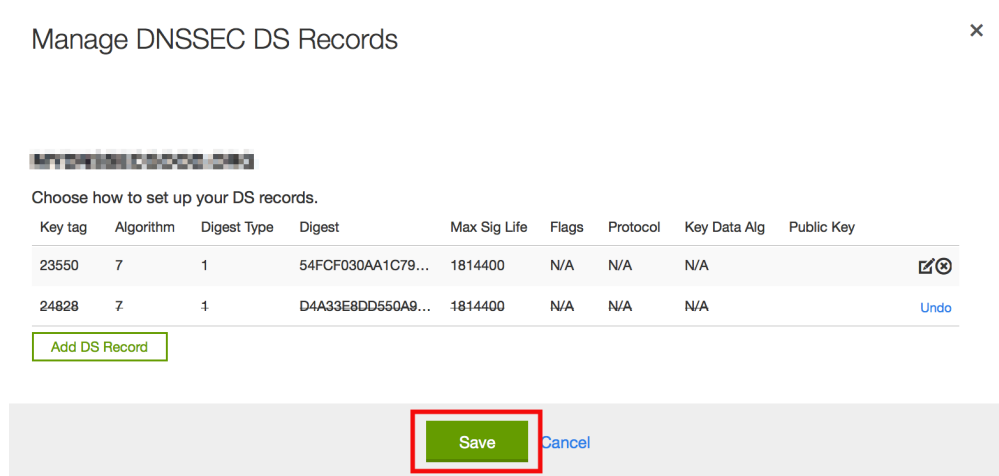 Manage DNSSEC DS Records
Choose how to set up your DS records.
Key tag Algorithm Digest Type Digest Max Sig Life Flags Protocol Key Data Alg Public Key
23550 7 1 54FCF030AA1C79... 1814400 N/A N/A N/A
24828 7 1 D4A33E8DD550A9... 1814400 N/A N/A N/A Undo
Add DS Record
Save Cancel